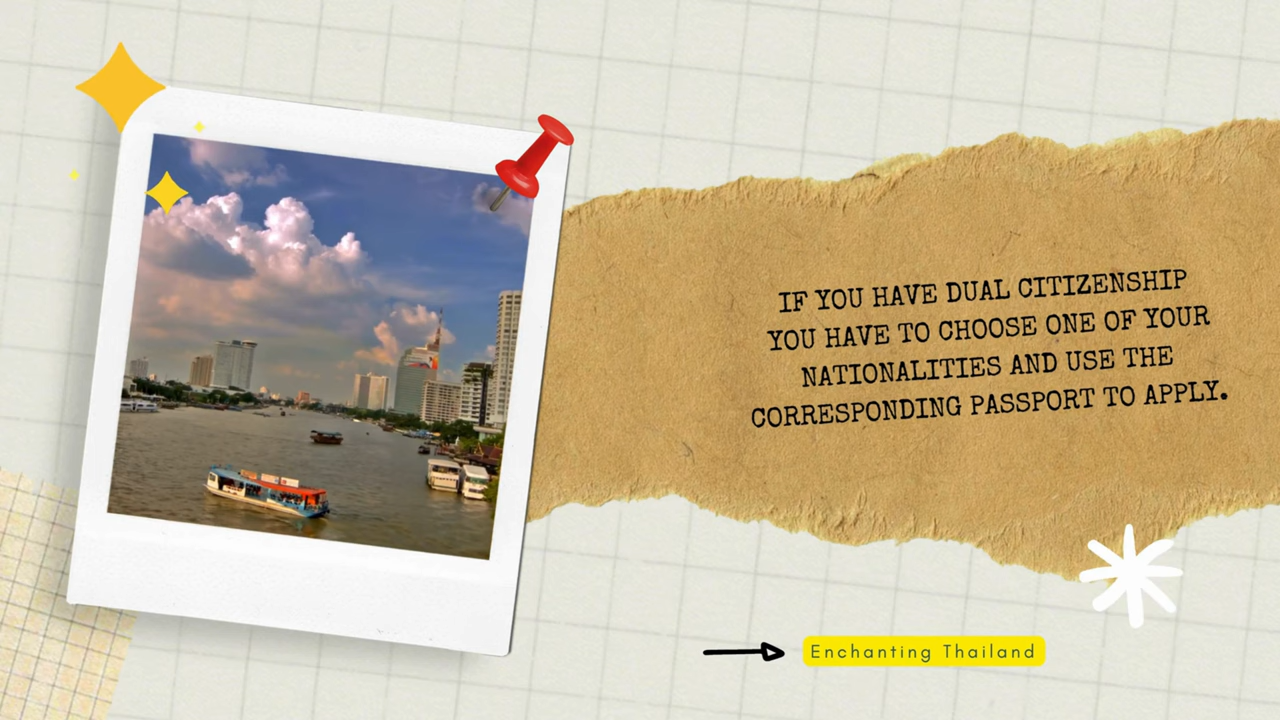 IF YOU HAVE DUAL CITIZENSHIP
YOU HAVE TO CHOOSE ONE OF YOUR
NATIONALITIES AND USE THE
CORRESPONDING PASSPORT TO APPLY.
Enchanting Thailand